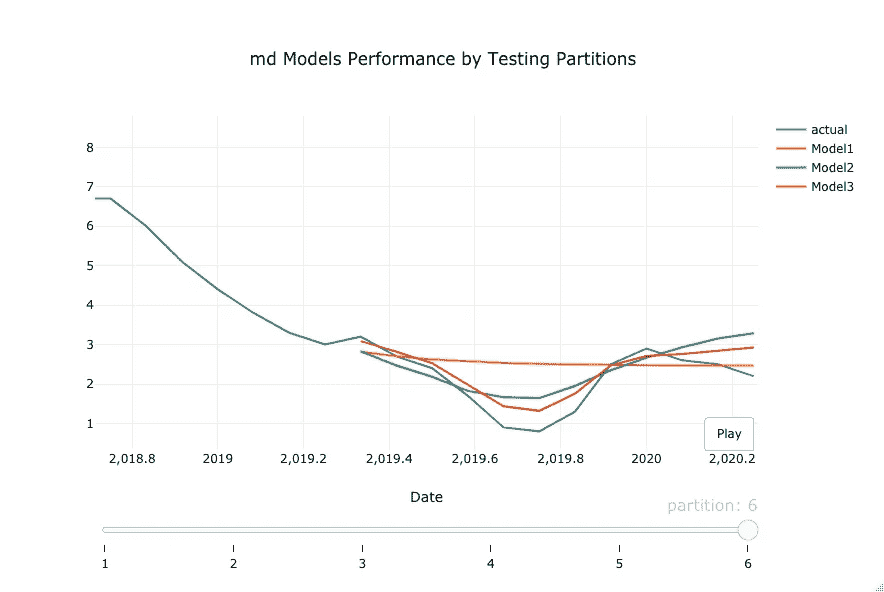 md Models Performance by Testing Partitions
actual
Model1
Model2
Model3
8
7
6
5
4
3
2
1
Play
2,018.8 2019 2,019.2 2,019.4 2,019.6 2,019.8 2020 2,020.2
Date
partition: 6
1 2 3 4 5 6